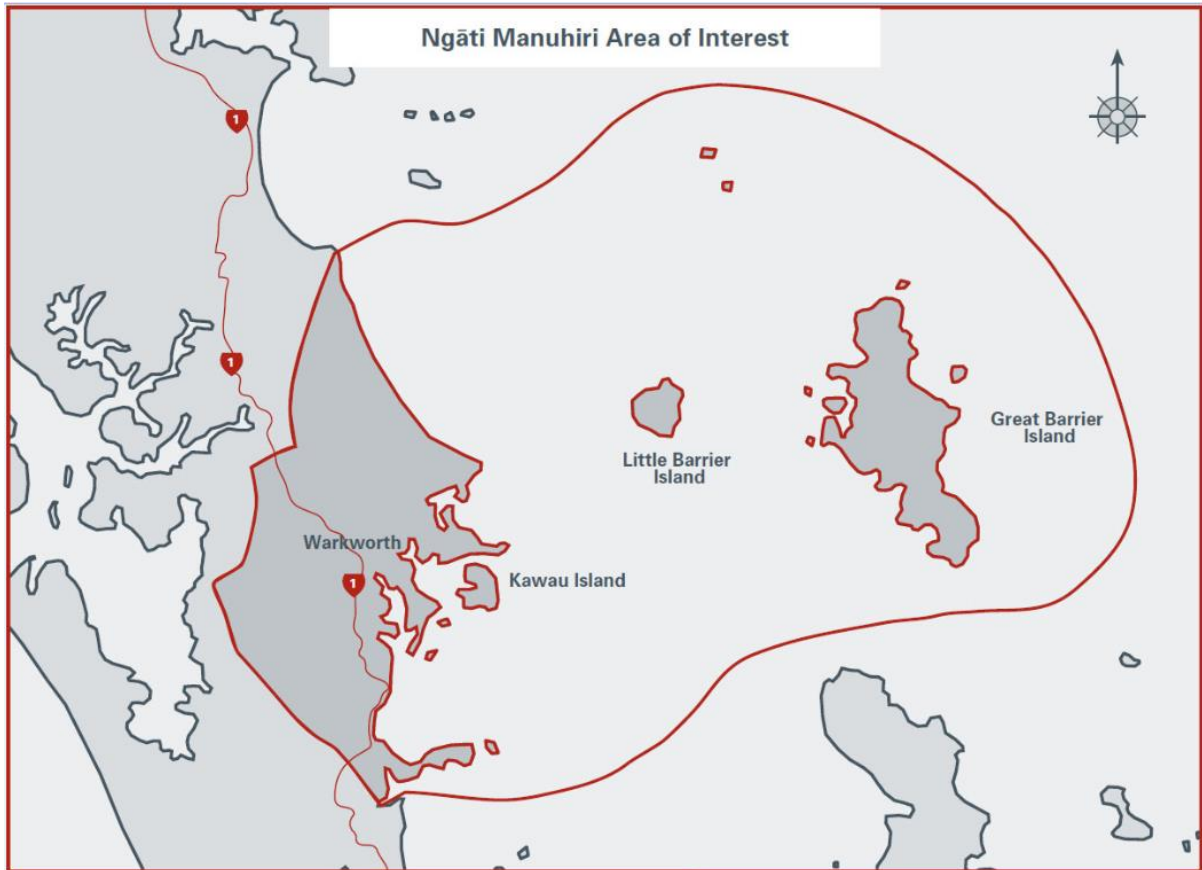 Ngāti Manuhiri Area of Interest
1
1
Great Barrier
Island
Little Barrier
Island
Warkworth
Kawau Island
1